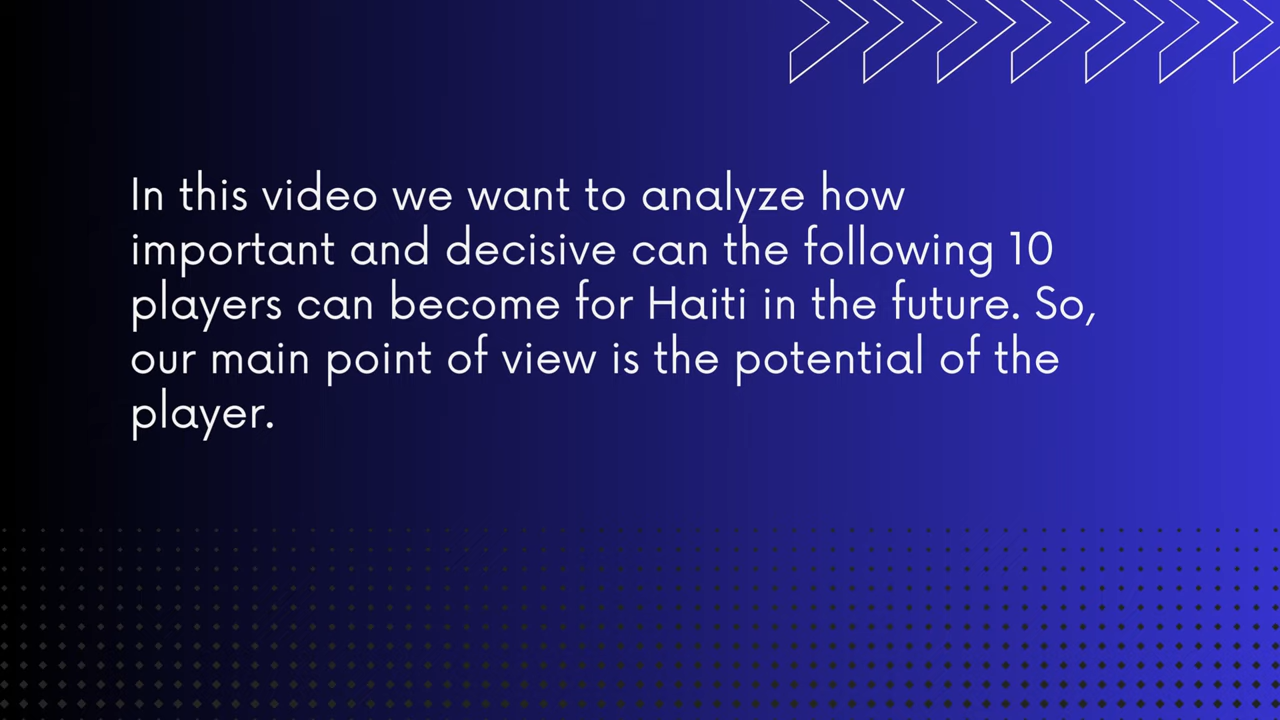 In this video we want to analyze how
important and decisive can the following 10
players can become for Haiti in the future. So,
our main point of view is the potential of the
player.